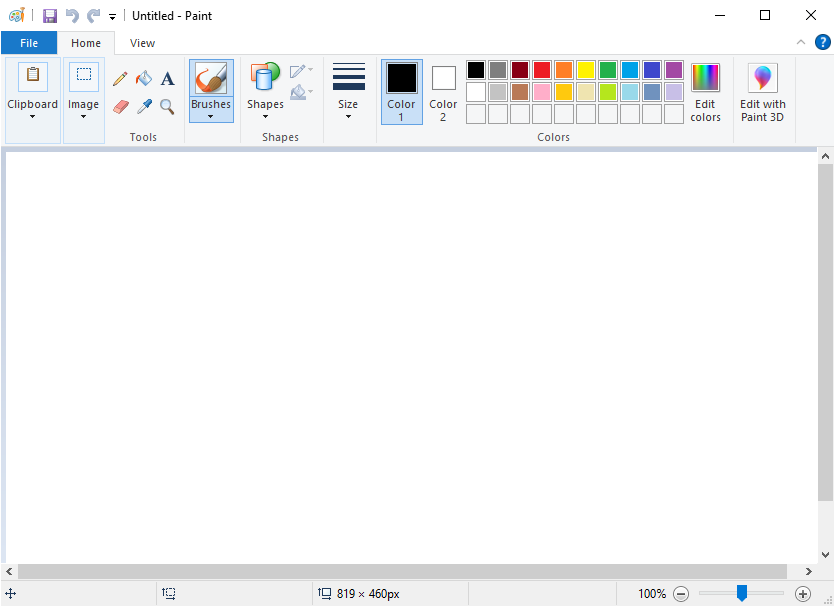 Untitled - Paint
File Home View
Clipboard Image Brushes Shapes Size Color 1 Color 2 Edit colors Edit with Paint 3D
Tools Shapes Colors
819 × 460px 100%